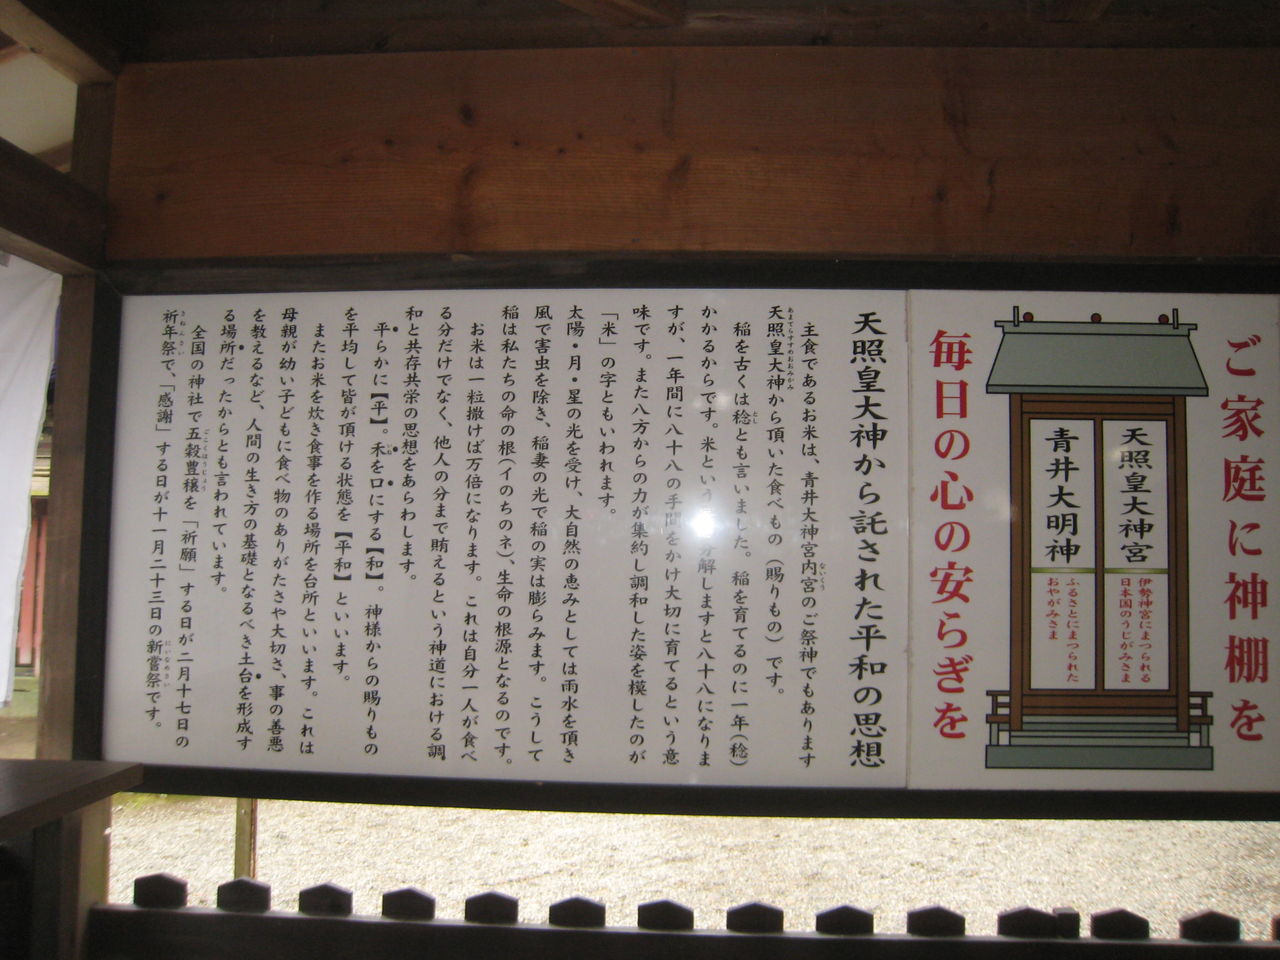 ご家庭に神棚を
天照皇大神宮
伊勢神宮にまつられる
日本国のうじがみさま
青井大明神
ふるさとにまつられた
おやがみさま
毎日の心の安らぎを
天照皇大神から託された平和の思想
主食であるお米は、青井大神宮内宮のご祭神でもあります
天照皇大神から頂いた食べもの（賜りもの）です。
稲を古くは稔とも言いました。稲を育てるのに一年（稔）
かかるからです。米という 分解しますと八十八になりま
すが、一年間に八十八の手間をかけ大切に育てるという意
味です。また八方からの力が集約し調和した姿を模したのが
「米」の字ともいわれます。
太陽・月・星の光を受け、大自然の恵みとしては雨水を頂き
風で害虫を除き、稲妻の光で稲の実は膨らみます。こうして
稲は私たちの命の根（イのちのネ）、生命の根源となるのです。
お米は一粒撒けば万倍になります。これは自分一人が食べ
る分だけでなく、他人の分まで賄えるという神道における調
和と共存共栄の思想をあらわします。
平らかに【平】。禾を口にする【和】。神様からの賜りもの
を平均して皆が頂ける状態を【平和】といいます。
またお米を炊き食事を作る場所を台所といいます。これは
母親が幼い子どもに食べ物のありがたさや大切さ、事の善悪
を教えるなど、人間の生き方の基礎となるべき土台を形成す
る場所だったからとも言われています。
全国の神社で五穀豊穣を「祈願」する日が二月十七日の
祈年祭で、「感謝」する日が十一月二十三日の新嘗祭です。